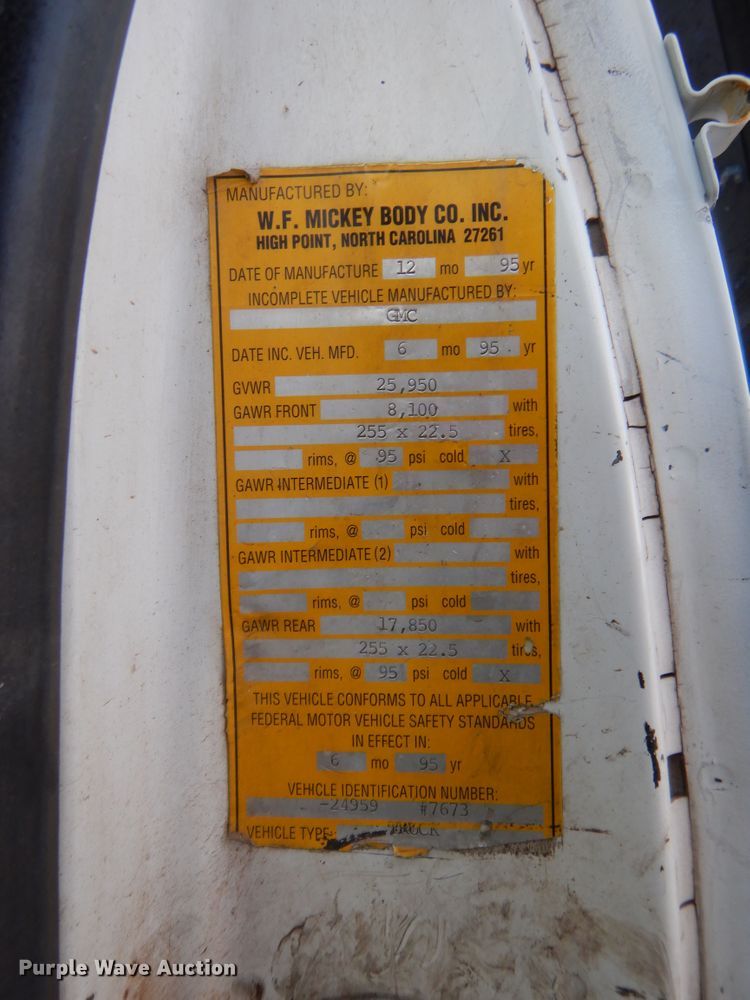 MANUFACTURED BY:
W.F. MICKEY BODY CO. INC.
HIGH POINT, NORTH CAROLINA 27261
DATE OF MANUFACTURE 12 mo 95 yr
INCOMPLETE VEHICLE MANUFACTURED BY:
GMC
DATE INC. VEH. MFD. 6 mo 95 yr
GVWR 25,950
GAWR FRONT 8,100 with
255 x 22.5 tires,
rims, @ 95 psi cold X
GAWR INTERMEDIATE (1) with
tires,
rims, @ psi cold
GAWR INTERMEDIATE (2) with
tires,
rims, @ psi cold
GAWR REAR 17,850 with
255 x 22.5 tires,
rims, @ 95 psi cold X
THIS VEHICLE CONFORMS TO ALL APPLICABLE
FEDERAL MOTOR VEHICLE SAFETY STANDARDS
IN EFFECT IN:
6 mo 95 yr
VEHICLE IDENTIFICATION NUMBER:
-24959 #7673
VEHICLE TYPE: TRUCK
Purple Wave Auction